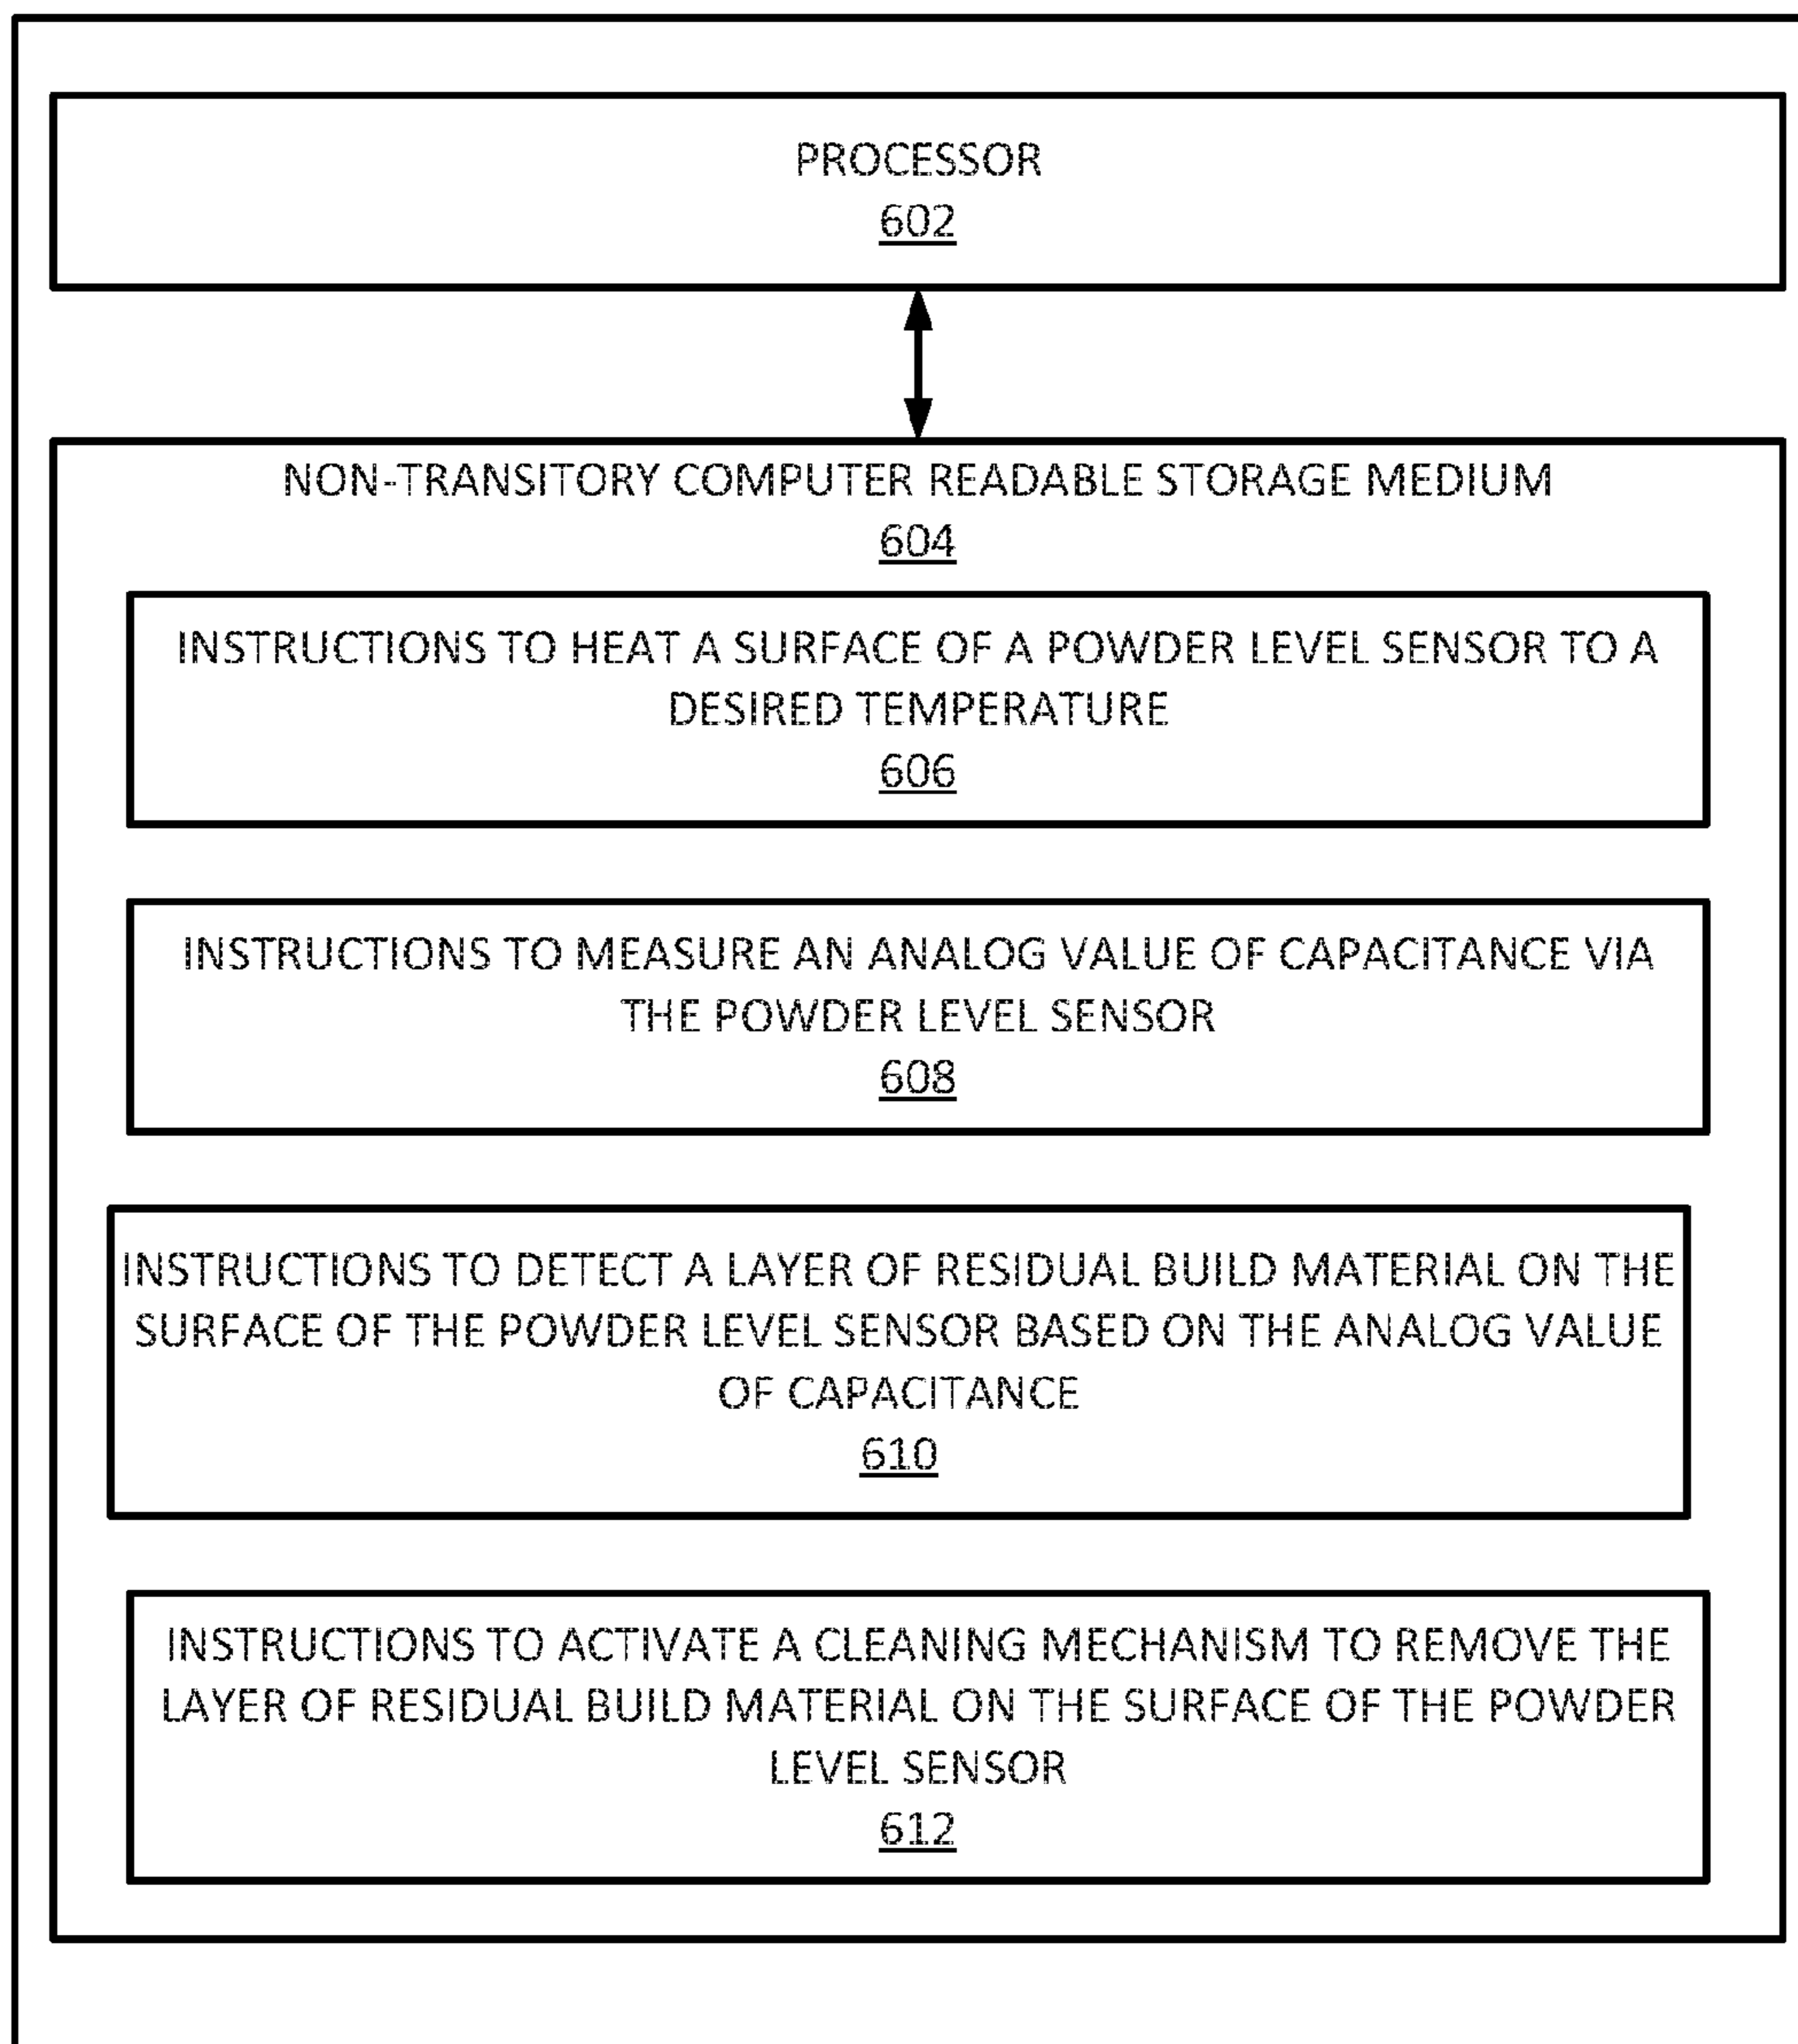 PROCESSOR
602
NON-TRANSITORY COMPUTER READABLE STORAGE MEDIUM
604
INSTRUCTIONS TO HEAT A SURFACE OF A POWDER LEVEL SENSOR TO A
DESIRED TEMPERATURE
606
INSTRUCTIONS TO MEASURE AN ANALOG VALUE OF CAPACITANCE VIA
THE POWDER LEVEL SENSOR
608
INSTRUCTIONS TO DETECT A LAYER OF RESIDUAL BUILD MATERIAL ON THE
SURFACE OF THE POWDER LEVEL SENSOR BASED ON THE ANALOG VALUE
OF CAPACITANCE
610
INSTRUCTIONS TO ACTIVATE A CLEANING MECHANISM TO REMOVE THE
LAYER OF RESIDUAL BUILD MATERIAL ON THE SURFACE OF THE POWDER
LEVEL SENSOR
612